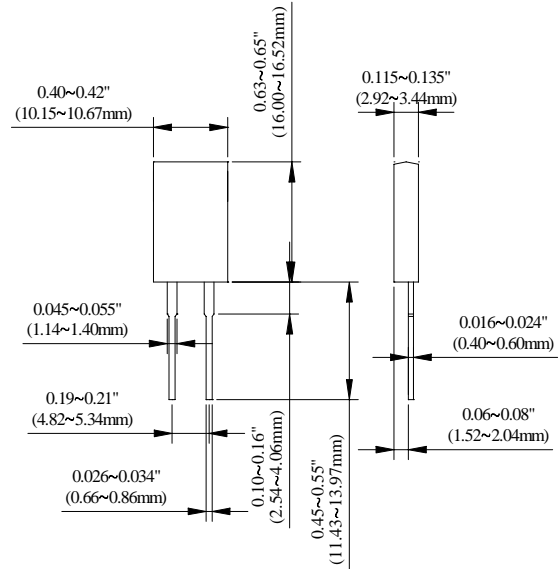 0.40~0.42"
(10.15~10.67mm)
0.63~0.65"
(16.00~16.52mm)
0.115~0.135"
(2.92~3.44mm)
0.045~0.055"
(1.14~1.40mm)
0.016~0.024"
(0.40~0.60mm)
0.19~0.21"
(4.82~5.34mm)
0.10~0.16"
(2.54~4.06mm)
0.45~0.55"
(11.43~13.97mm)
0.06~0.08"
(1.52~2.04mm)
0.026~0.034"
(0.66~0.86mm)